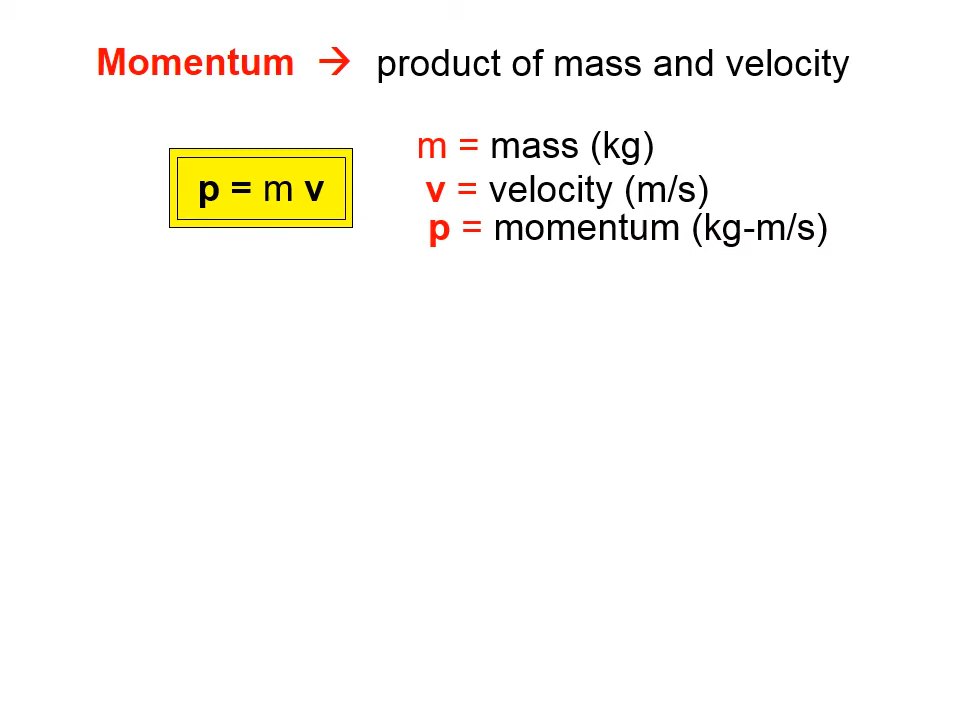 Momentum → product of mass and velocity
p = m v
m = mass (kg)
v = velocity (m/s)
p = momentum (kg-m/s)